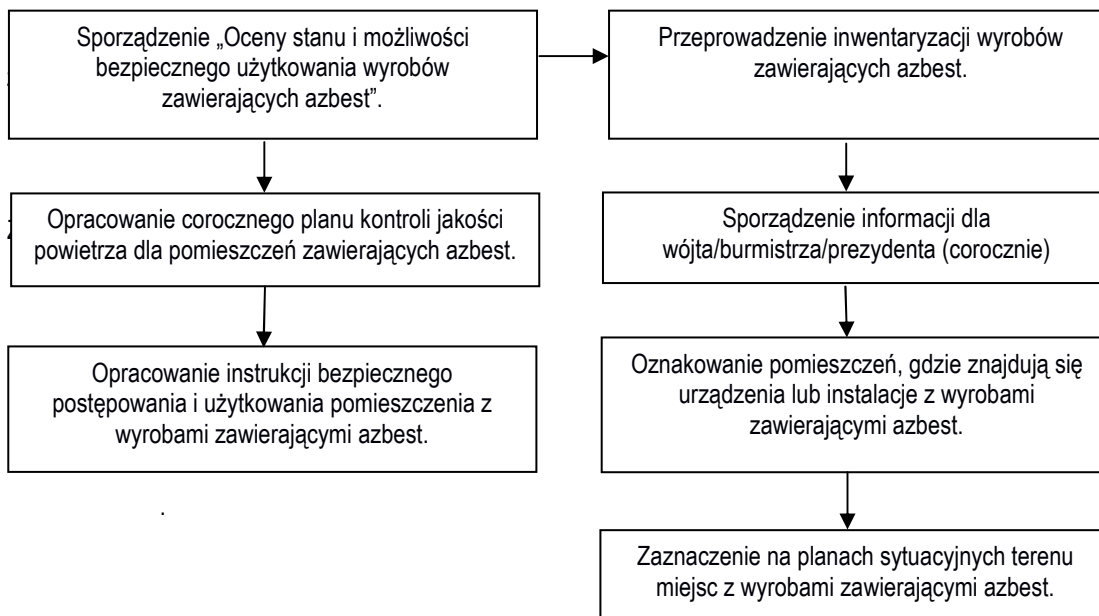 Sporządzenie „Oceny stanu i możliwości
bezpiecznego użytkowania wyrobów
zawierających azbest”.
Przeprowadzenie inwentaryzacji wyrobów
zawierających azbest.
Opracowanie corocznego planu kontroli jakości
powietrza dla pomieszczeń zawierających azbest.
Sporządzenie informacji dla
wójta/burmistrza/prezydenta (corocznie)
Opracowanie instrukcji bezpiecznego
postępowania i użytkowania pomieszczenia z
wyrobami zawierającymi azbest.
Oznakowanie pomieszczeń, gdzie znajdują się
urządzenia lub instalacje z wyrobami
zawierającymi azbest.
.
Zaznaczenie na planach sytuacyjnych terenu
miejsc z wyrobami zawierającymi azbest.